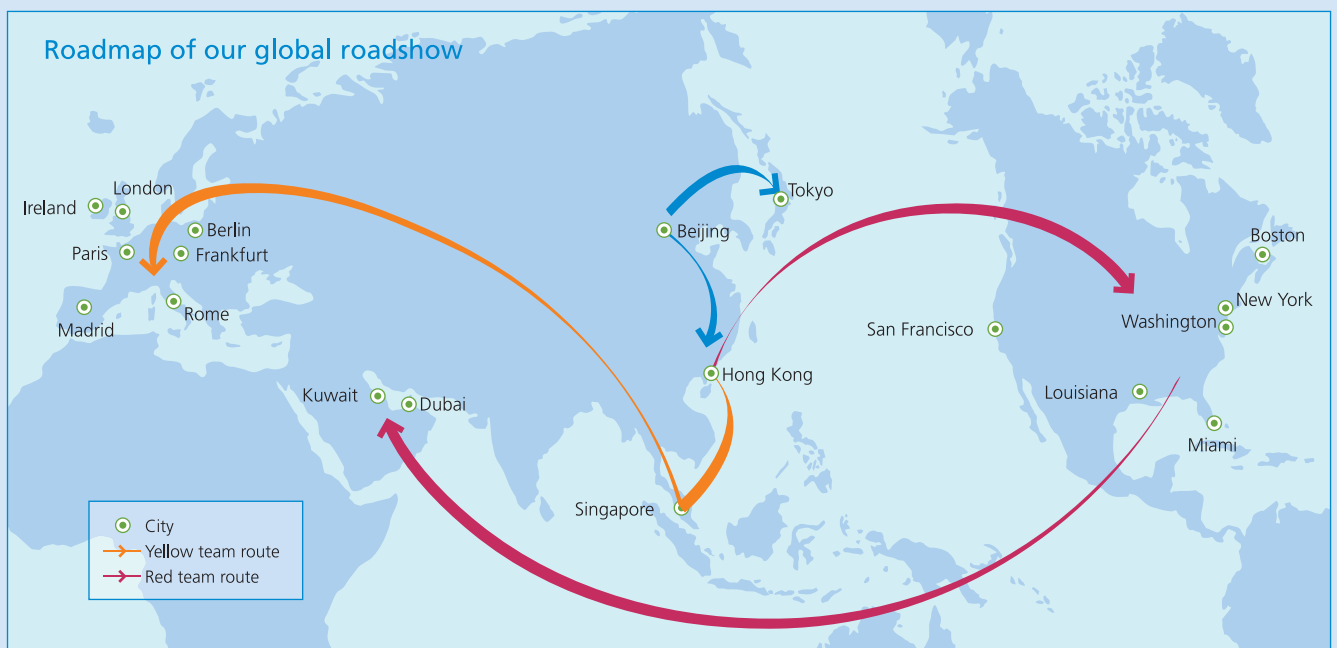 Roadmap of our global roadshow
London
Ireland
Berlin
Paris
Frankfurt
Rome
Madrid
Tokyo
Beijing
Boston
New York
Washington
San Francisco
Hong Kong
Kuwait
Dubai
Louisiana
Miami
Singapore
City
Yellow team route
Red team route